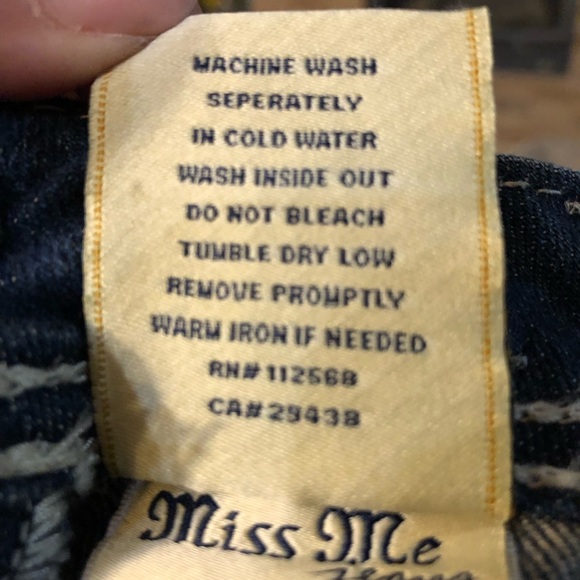 MACHINE WASH
SEPERATELY
IN COLD WATER
WASH INSIDE OUT
DO NOT BLEACH
TUMBLE DRY LOW
REMOVE PROMPTLY
WARM IRON IF NEEDED
RN#112568
CA#29438
Miss Me